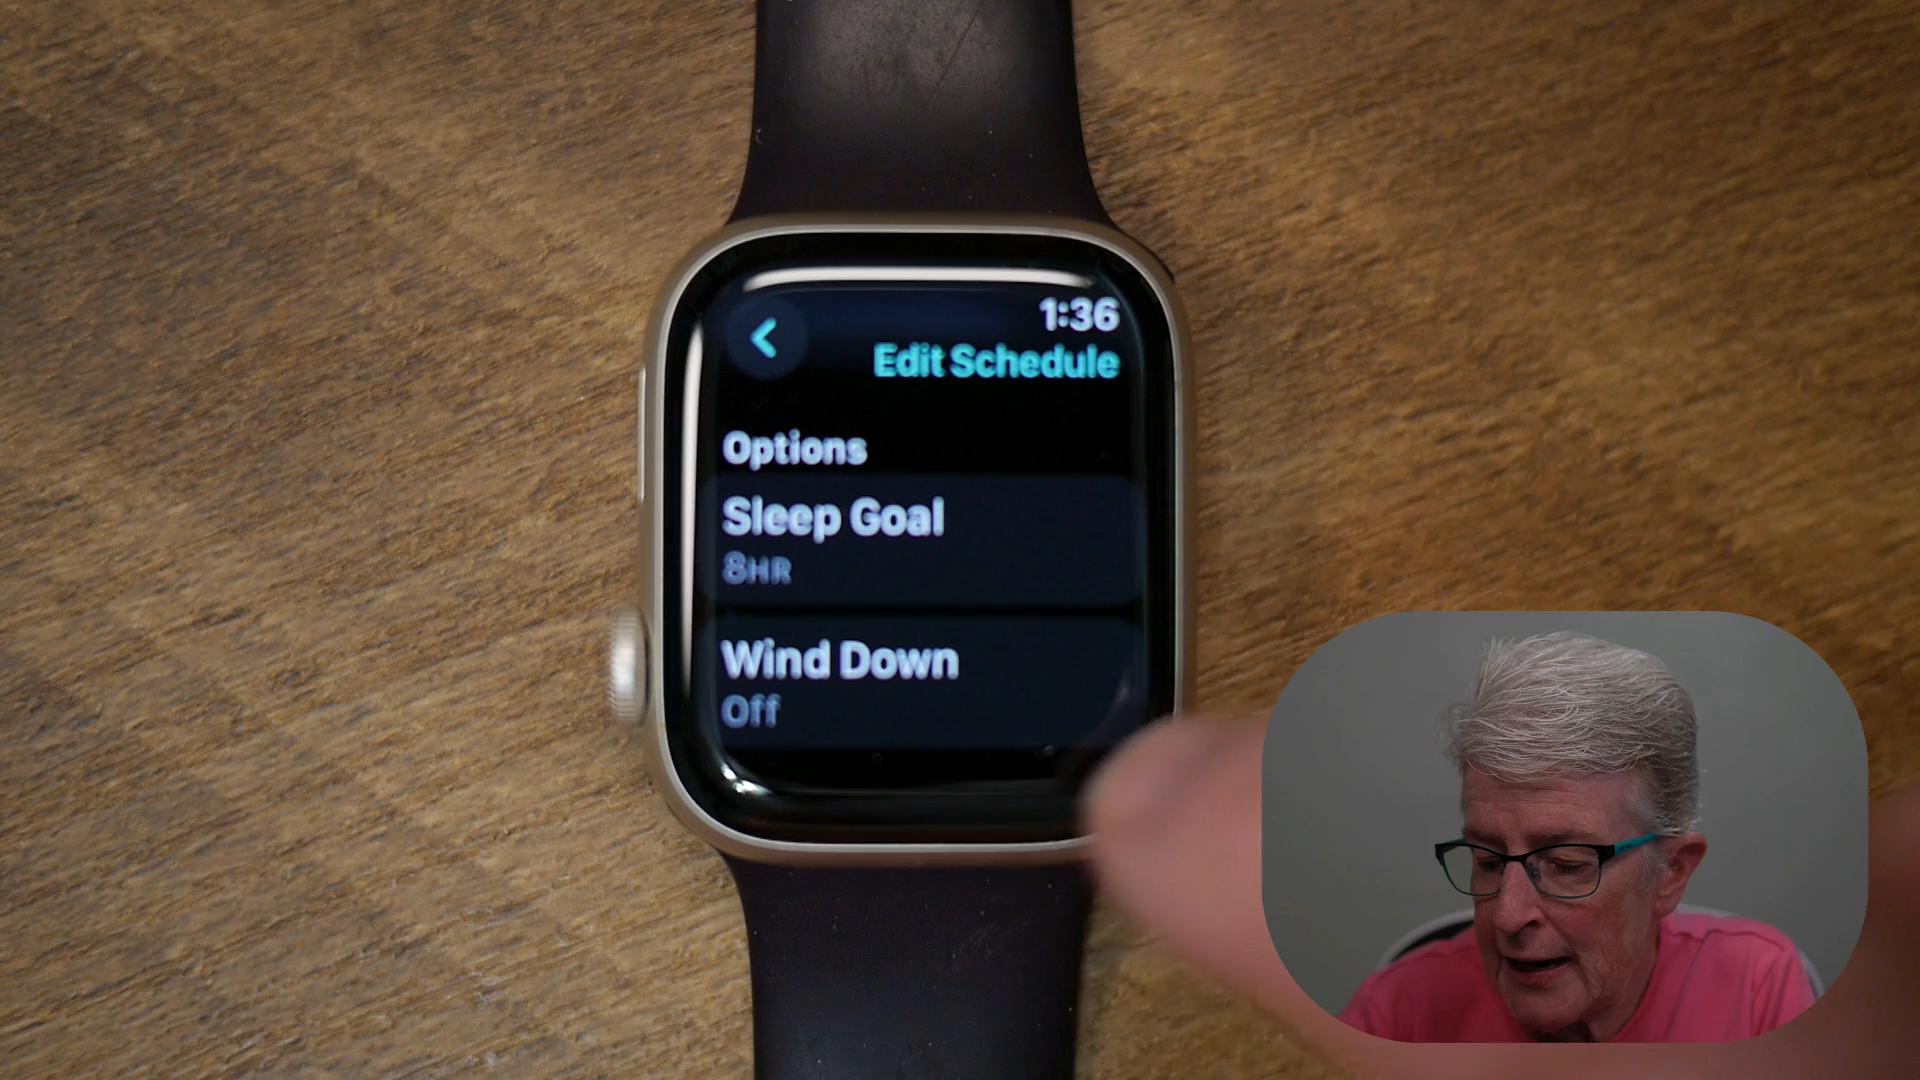 1:36
Edit Schedule
Options
Sleep Goal
8HR
Wind Down
Off